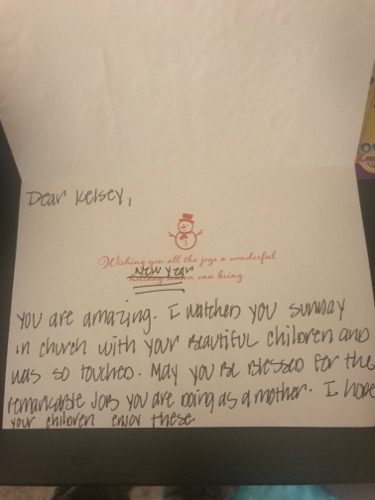 Dear Kelsey,
Wishing you all the joys a wonderful
New Year
holiday season can bring
You are amazing. I watched you Sunday
in church with your beautiful children and
was so touched. May you be blessed for the
remarkable job you are doing as a mother. I hope
your children enjoy these.